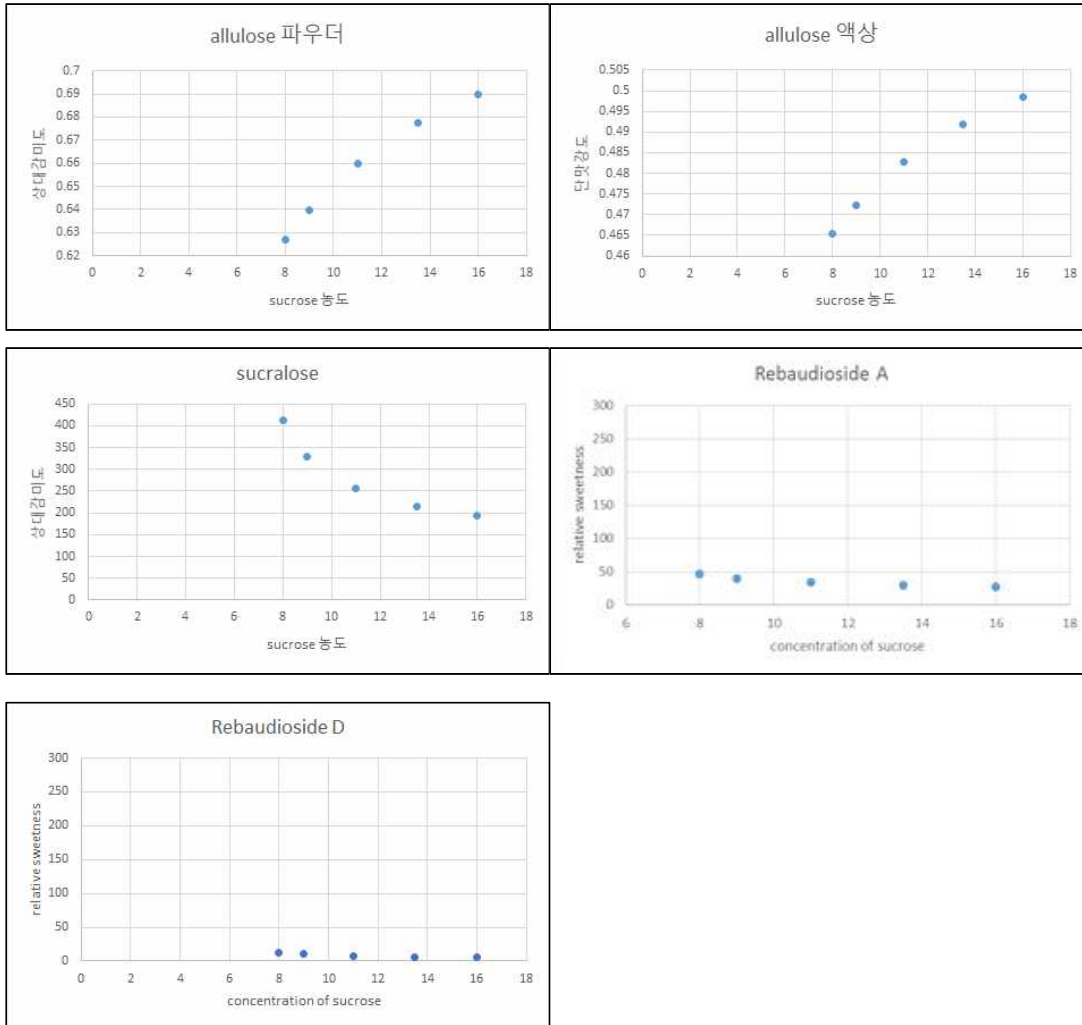 allulose 파우더
0.7
0.69
0.68
0.67
0.66
0.65
0.64
0.63
0.62
상대감미도
0 2 4 6 8 10 12 14 16 18
sucrose 농도
allulose 액상
0.505
0.5
0.495
0.49
0.485
0.48
0.475
0.47
0.465
0.46
단맛강도
0 2 4 6 8 10 12 14 16 18
sucrose 농도
sucralose
450
400
350
300
250
200
150
100
50
0
상대감미도
0 2 4 6 8 10 12 14 16 18
sucrose 농도
Rebaudioside A
300
250
200
150
100
50
0
relative sweetness
6 8 10 12 14 16 18
concentration of sucrose
Rebaudioside D
300
250
200
150
100
50
0
relative sweetness
0 2 4 6 8 10 12 14 16 18
concentration of sucrose